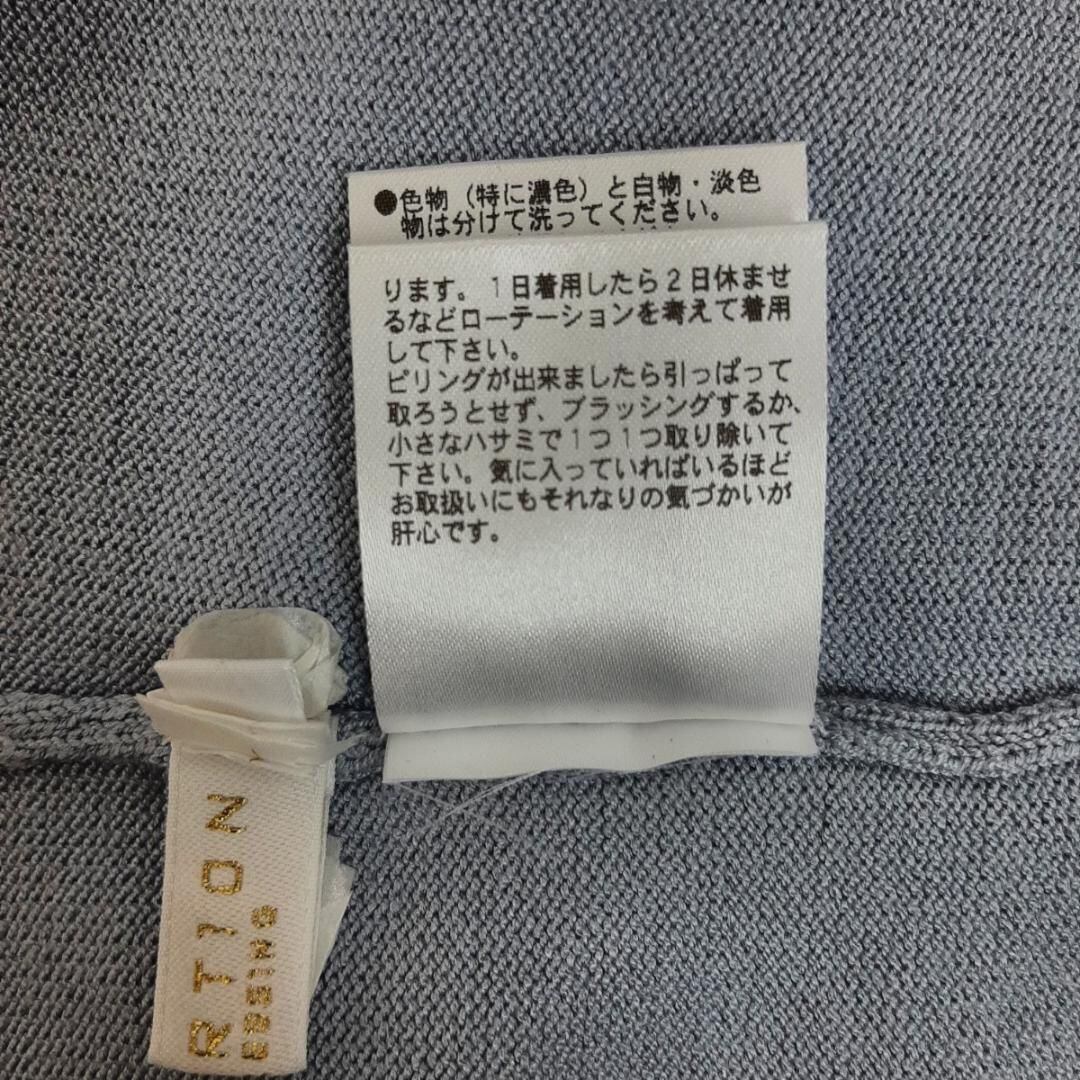 ●色物(特に濃色)と白物・淡色
物は分けて洗ってください。
ります。1日着用したら2日休ませ
るなどローテーションを考えて着用
して下さい。
ピリングが出来ましたら引っぱって
取ろうとせず、ブラッシングするか、
小さなハサミで1つ1つ取り除いて
下さい。気に入っていればいるほど
お取扱いにもそれなりの気づかいが
肝心です。
RTION